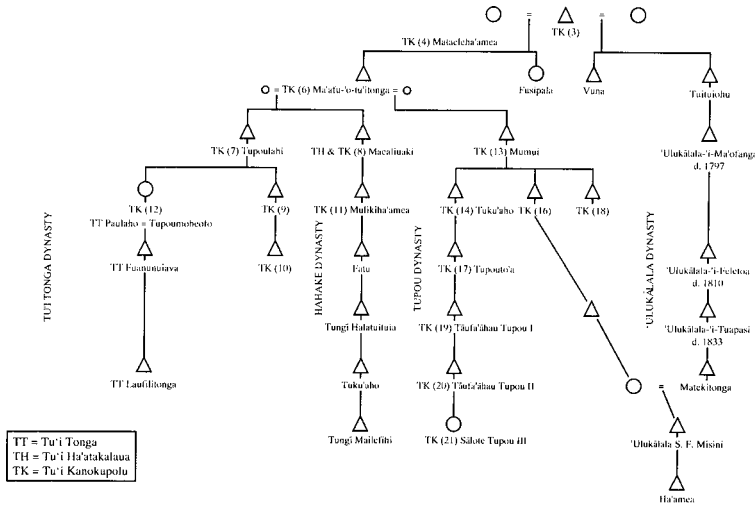 TK (3)
TK (4) Mataeleha'amea
= TK (6) Ma'afu-'o-tu'itonga =
Fusipala
Vuna
Tuituiohu
TK (7) Tupoulahi
TH & TK (8) Maealiuaki
TK (13) Mumui
'Ulukālala-'i-Ma'ofanga
d. 1797
TK (12)
TT Paulaho = Tupoumoheofo
TK (9)
TK (11) Mulikiha'amea
TK (14) Tuku'aho
TK (16)
TK (18)
TT Fuanunuiava
TK (10)
Fatu
TK (17) Tupouto'a
'Ulukālala-'i-Feletoa
d. 1810
TU'I TONGA DYNASTY
HAHAKE DYNASTY
TUPOU DYNASTY
'ULUKĀLALA DYNASTY
Tungī Halatuituia
TK (19) Tāufa'āhau Tupou I
'Ulukālala-'i-Tuapasi
d. 1833
TT Laufilitonga
Tuku'aho
TK (20) Tāufa'āhau Tupou II
=
Matekitonga
Tungī Mailefihi
TK (21) Sālote Tupou III
'Ulukālala S. F. Misini
Ha'amea
TT = Tu'i Tonga
TH = Tu'i Ha'atakalaua
TK = Tu'i Kanokupolu